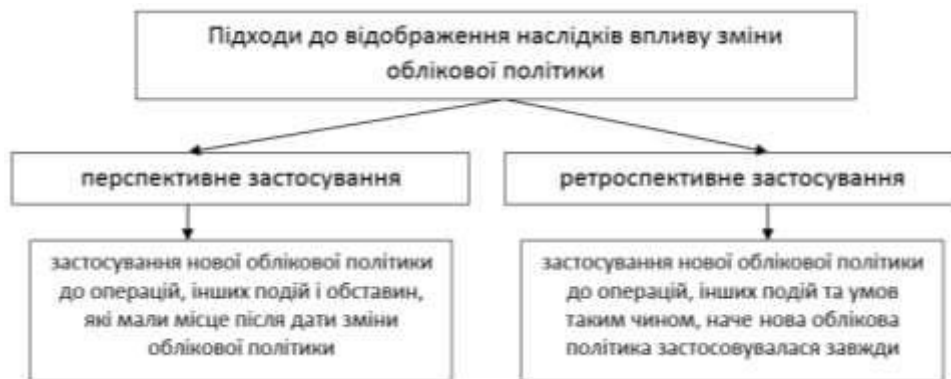 Підходи до відображення наслідків впливу зміни
облікової політики
перспективне застосування
ретроспективне застосування
застосування нової облікової політики
до операцій, інших подій і обставин,
які мали місце після дати зміни
облікової політики
застосування нової облікової політики
до операцій, інших подій та умов
таким чином, наче нова облікова
політика застосовувалася завжди